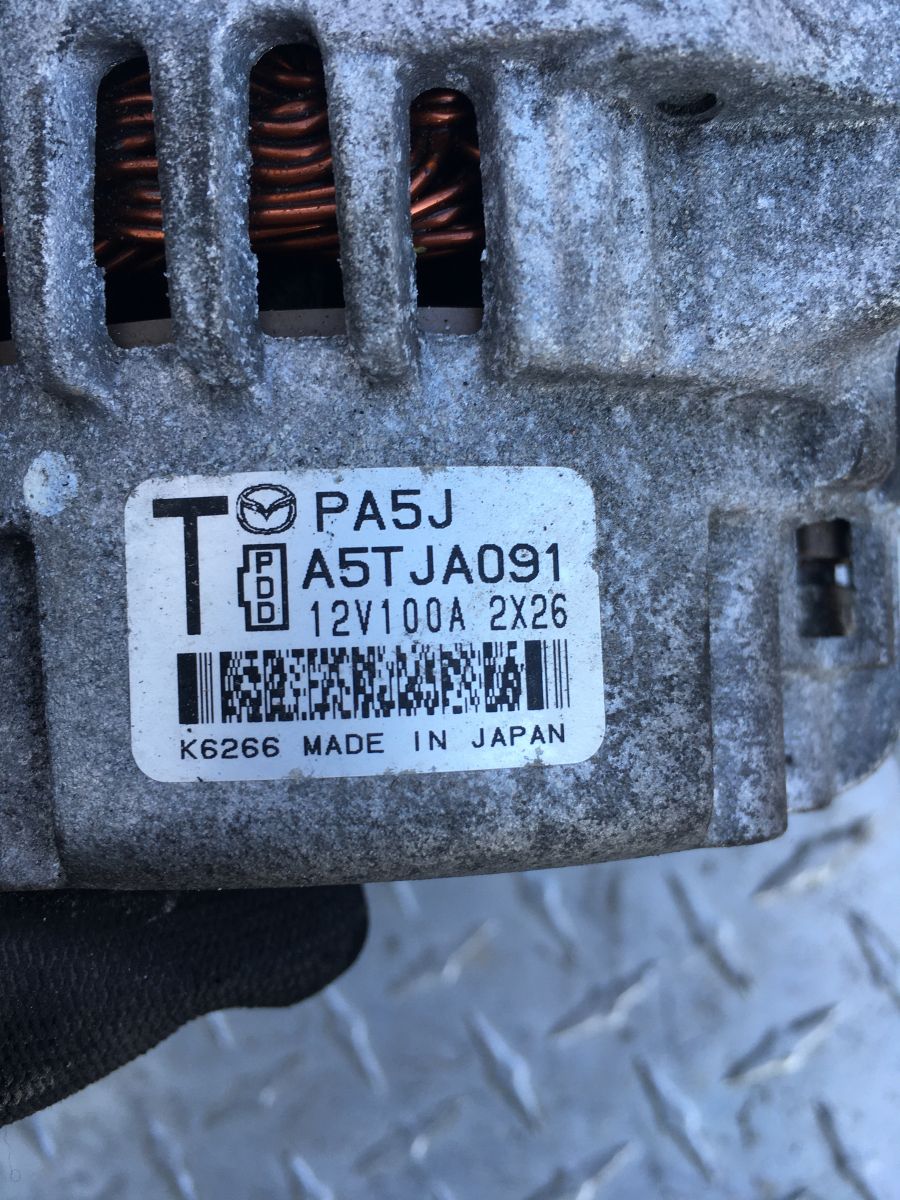 T PA5J
PDD A5TJA091
12V100A 2X26
K6266 MADE IN JAPAN